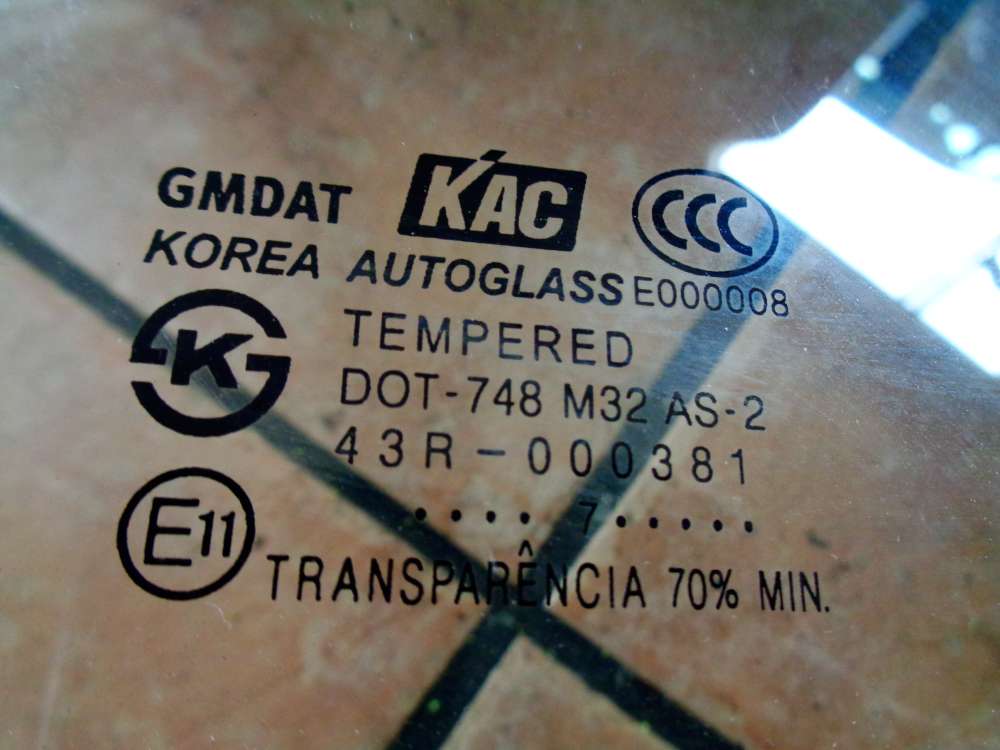 GMDAT KAC CCC
KOREA AUTOGLASS E000008
K
TEMPERED
DOT-748 M32 AS-2
43R-000381
E11
.... 7 .....
TRANSPARÊNCIA 70% MIN.